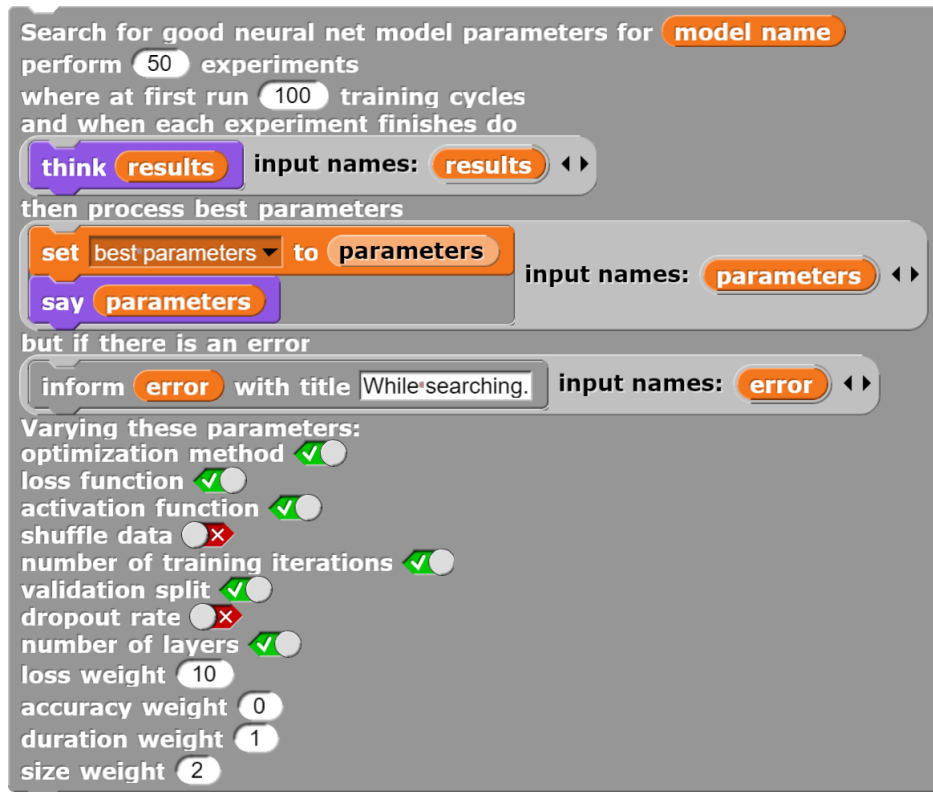 Search for good neural net model parameters for model name
perform 50 experiments
where at first run 100 training cycles
and when each experiment finishes do
think results input names: results
then process best parameters
set best parameters to parameters
input names: parameters
say parameters
but if there is an error
inform error with title While searching. input names: error
Varying these parameters:
optimization method
loss function
activation function
shuffle data
number of training iterations
validation split
dropout rate
number of layers
loss weight 10
accuracy weight 0
duration weight 1
size weight 2